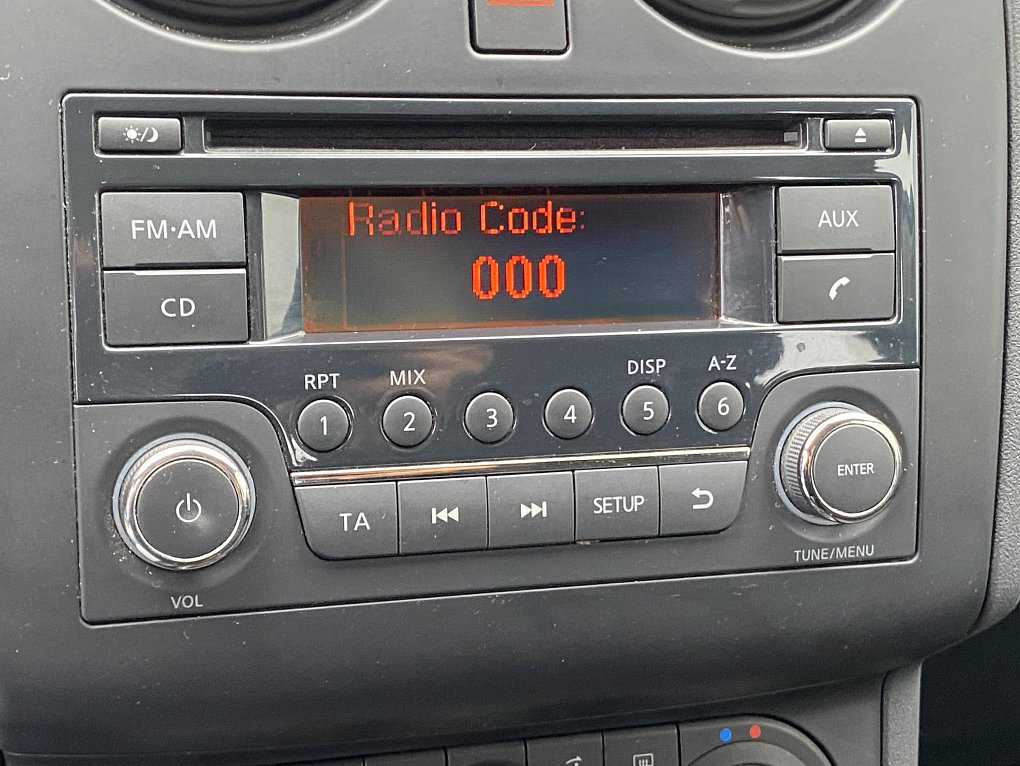 FM·AM
CD
Radio Code:
000
AUX
RPT
MIX
DISP
A-Z
1
2
3
4
5
6
TA
SETUP
ENTER
VOL
TUNE/MENU